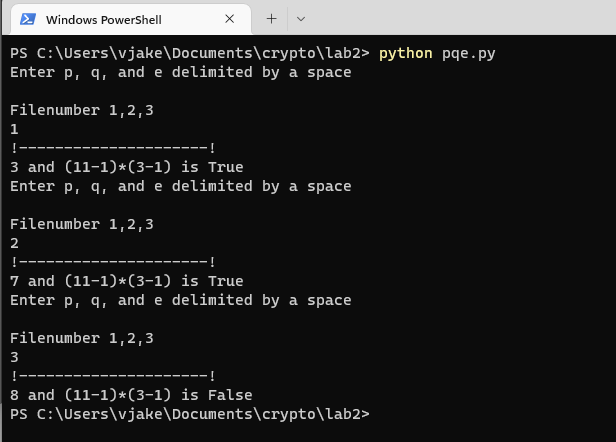 Windows PowerShell
PS C:\Users\vjake\Documents\crypto\lab2> python pqe.py
Enter p, q, and e delimited by a space
Filenumber 1,2,3
1
!----------------------!
3 and (11-1)*(3-1) is True
Enter p, q, and e delimited by a space
Filenumber 1,2,3
2
!----------------------!
7 and (11-1)*(3-1) is True
Enter p, q, and e delimited by a space
Filenumber 1,2,3
3
!----------------------!
8 and (11-1)*(3-1) is False
PS C:\Users\vjake\Documents\crypto\lab2>